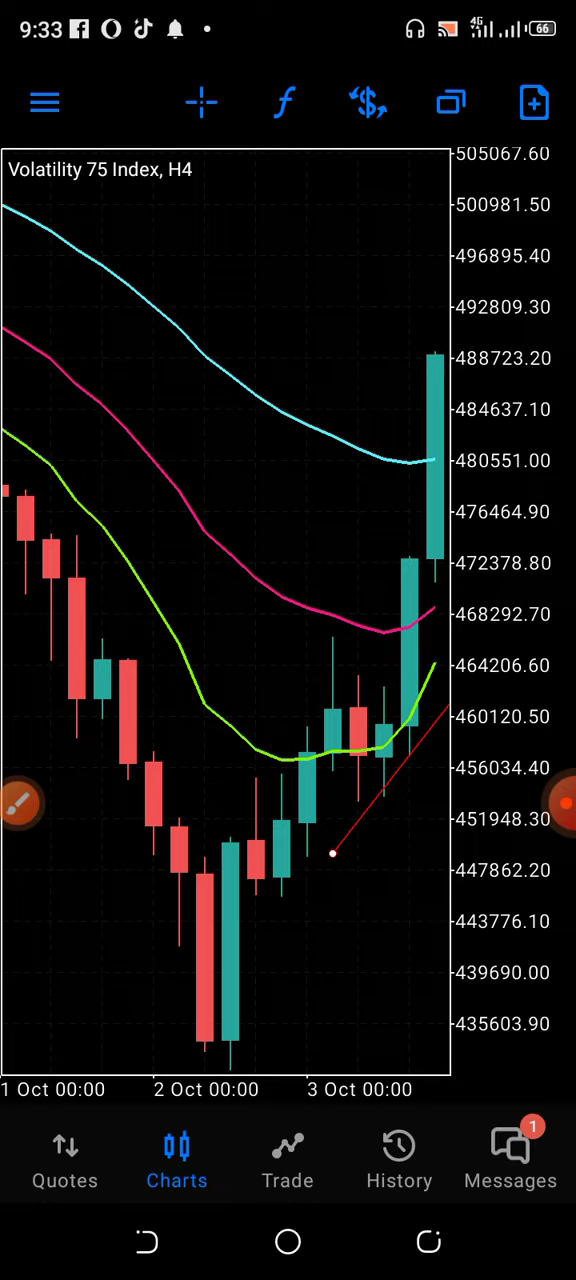 9:33
4G
66
Volatility 75 Index, H4
505067.60
500981.50
496895.40
492809.30
488723.20
484637.10
480551.00
476464.90
472378.80
468292.70
464206.60
460120.50
456034.40
451948.30
447862.20
443776.10
439690.00
435603.90
1 Oct 00:00
2 Oct 00:00
3 Oct 00:00
1
Quotes
Charts
Trade
History
Messages